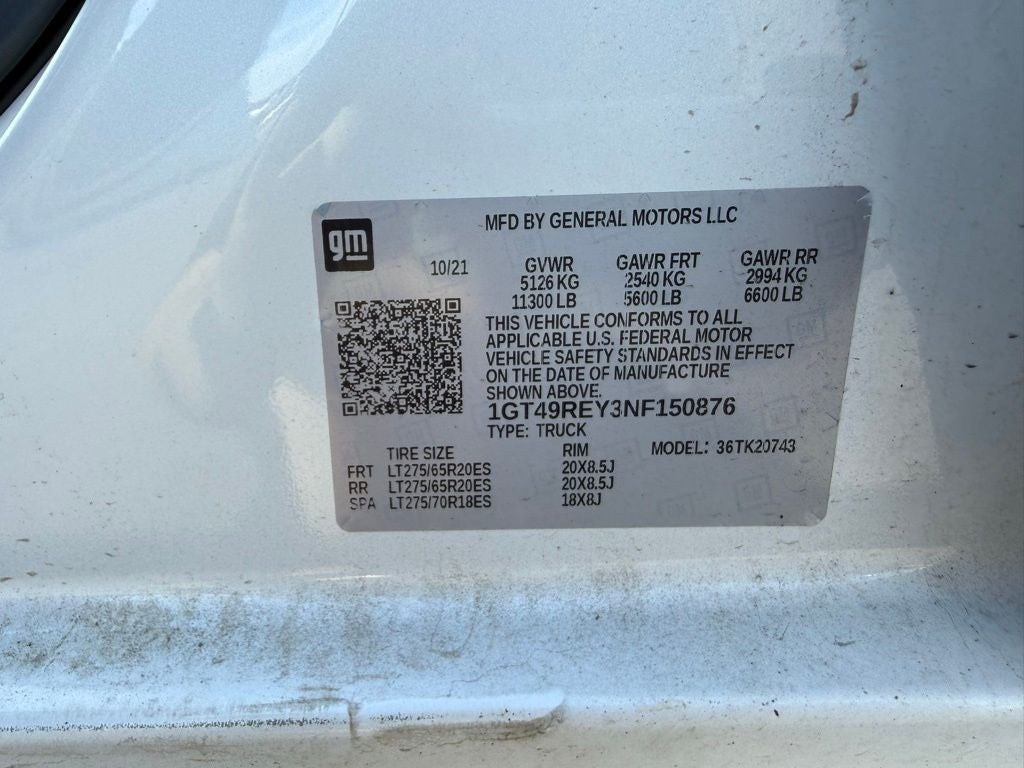 gm
MFD BY GENERAL MOTORS LLC
10/21 GVWR GAWR FRT GAWR RR
5126 KG 2540 KG 2994 KG
11300 LB 5600 LB 6600 LB
THIS VEHICLE CONFORMS TO ALL
APPLICABLE U.S. FEDERAL MOTOR
VEHICLE SAFETY STANDARDS IN EFFECT
ON THE DATE OF MANUFACTURE
SHOWN ABOVE.
1GT49REY3NF150876
TYPE: TRUCK MODEL: 36TK20743
TIRE SIZE RIM
FRT LT275/65R20ES 20X8.5J
RR LT275/65R20ES 20X8.5J
SPA LT275/70R18ES 18X8J